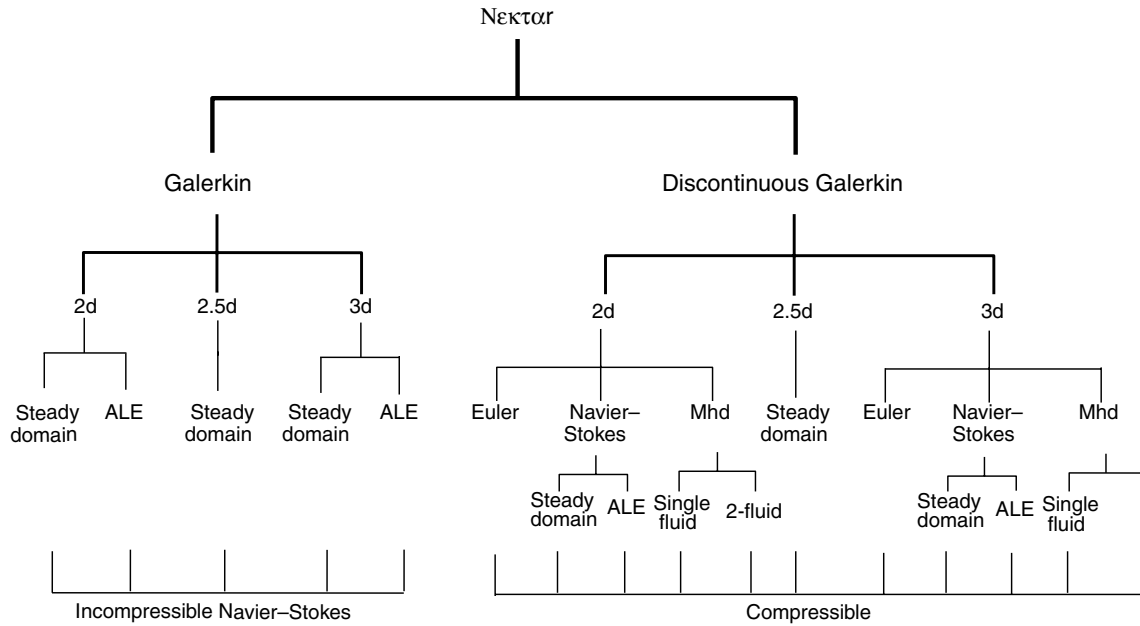 Νεκταr
Galerkin
Discontinuous Galerkin
2d
2.5d
3d
2d
2.5d
3d
Steady
domain
ALE
Steady
domain
Steady
domain
ALE
Euler
Navier–
Stokes
Mhd
Steady
domain
Euler
Navier–
Stokes
Mhd
Steady
domain
ALE
Single
fluid
2-fluid
Steady
domain
ALE
Single
fluid
Incompressible Navier–Stokes
Compressible